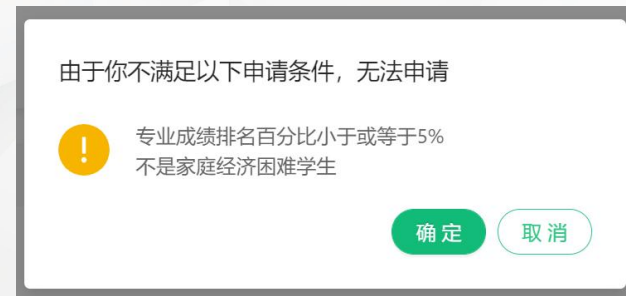 由于你不满足以下申请条件，无法申请
专业成绩排名百分比小于或等于5%
不是家庭经济困难学生
确定
取消